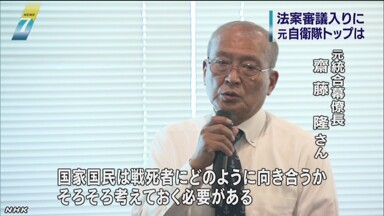 法案審議入りに
元自衛隊トップは
元統合幕僚長
齋藤隆さん
国家国民は戦死者にどのように向き合うか
そろそろ考えておく必要がある
NHK